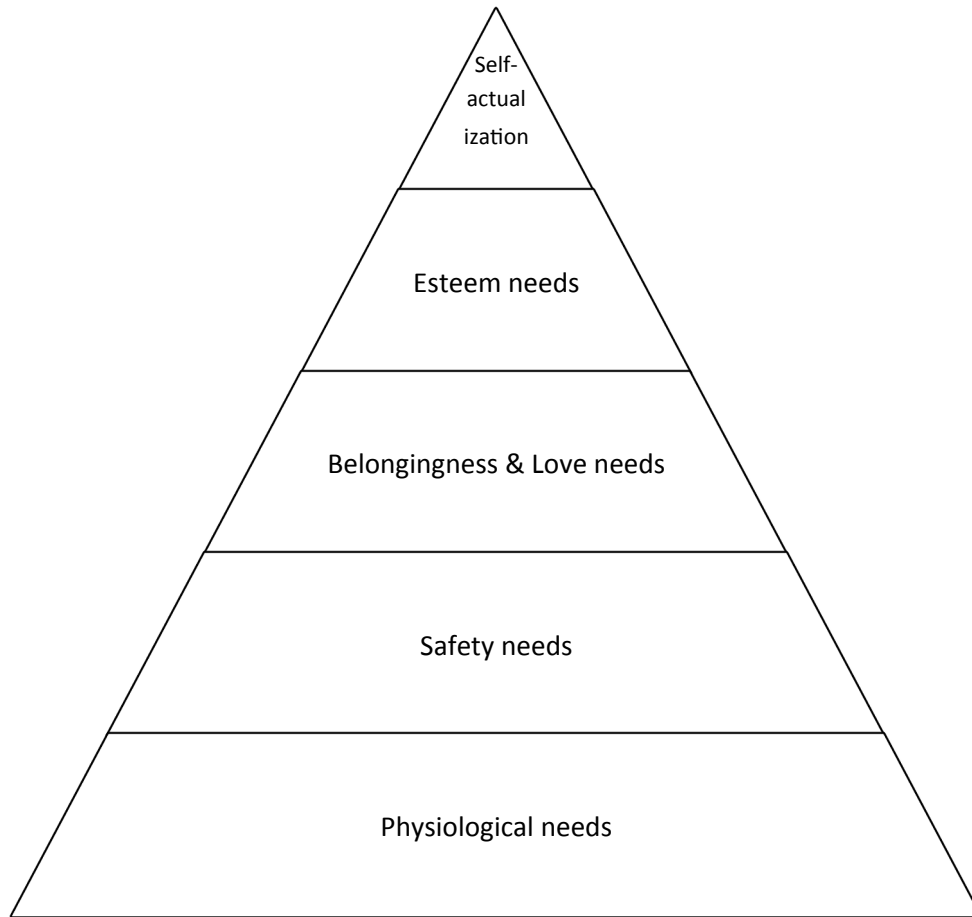 Self-
actual
ization
Esteem needs
Belongingness & Love needs
Safety needs
Physiological needs